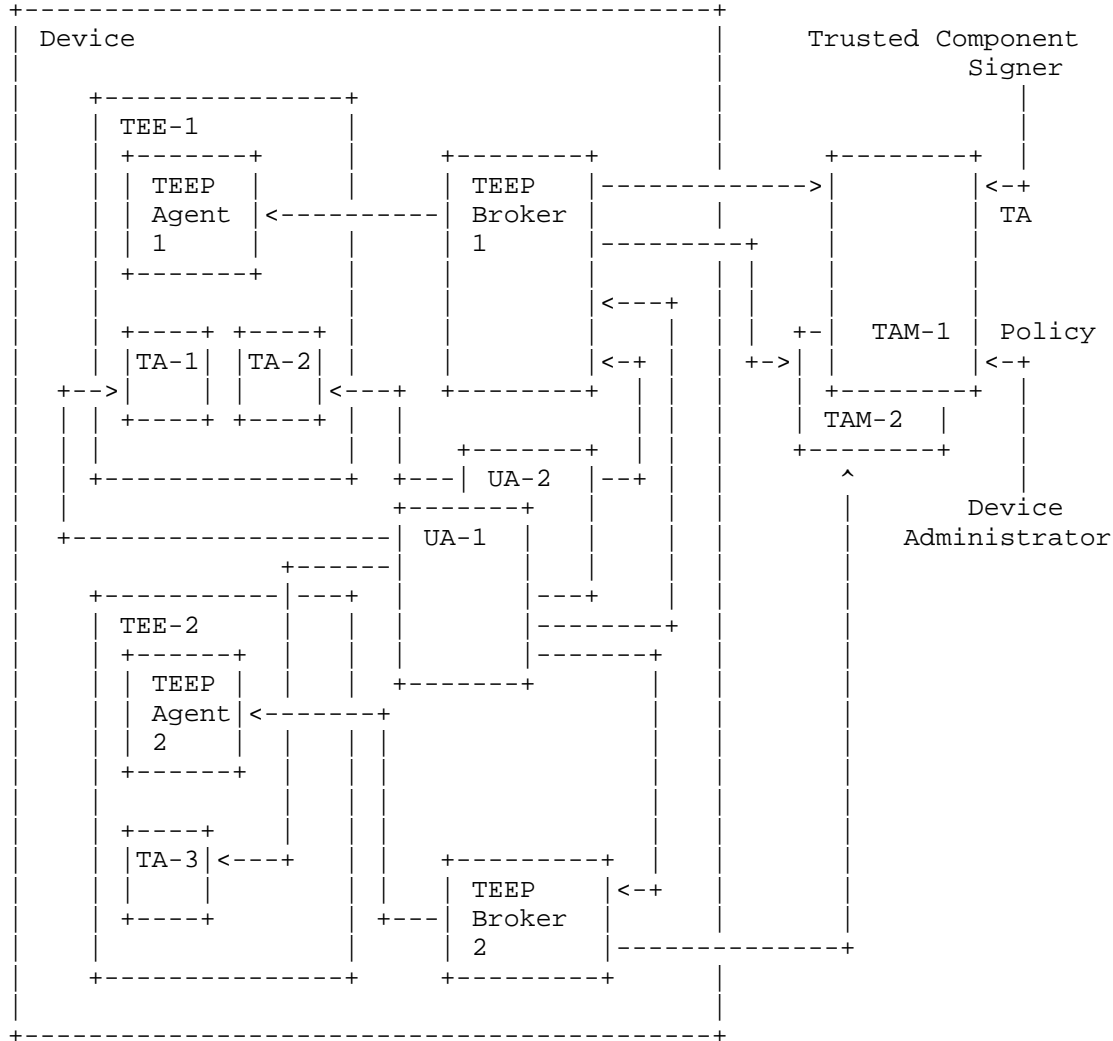 Device
Trusted Component
Signer
TEE-1
TEEP
Agent
1
TEEP
Broker
1
TA
TA-1
TA-2
TAM-1
Policy
TAM-2
UA-2
Device
Administrator
UA-1
TEE-2
TEEP
Agent
2
TA-3
TEEP
Broker
2